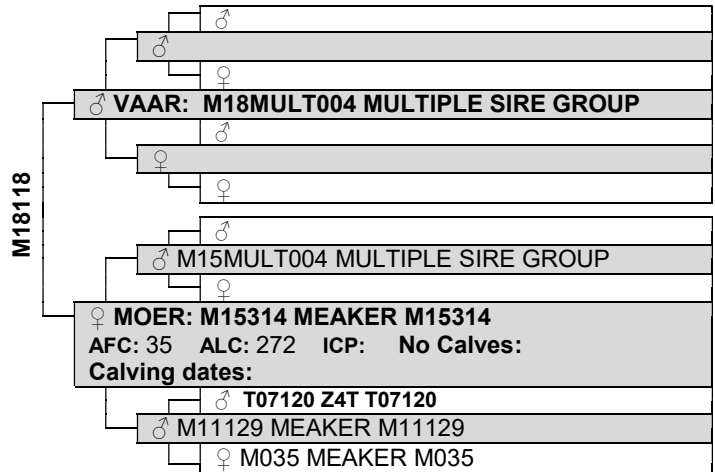 ♂
♂
♀
♂ VAAR: M18MULT004 MULTIPLE SIRE GROUP
♂
♀
♀
M18118
♂
♂ M15MULT004 MULTIPLE SIRE GROUP
♀
♀ MOER: M15314 MEAKER M15314
AFC: 35 ALC: 272 ICP: No Calves:
Calving dates:
♂ T07120 Z4T T07120
♂ M11129 MEAKER M11129
♀ M035 MEAKER M035